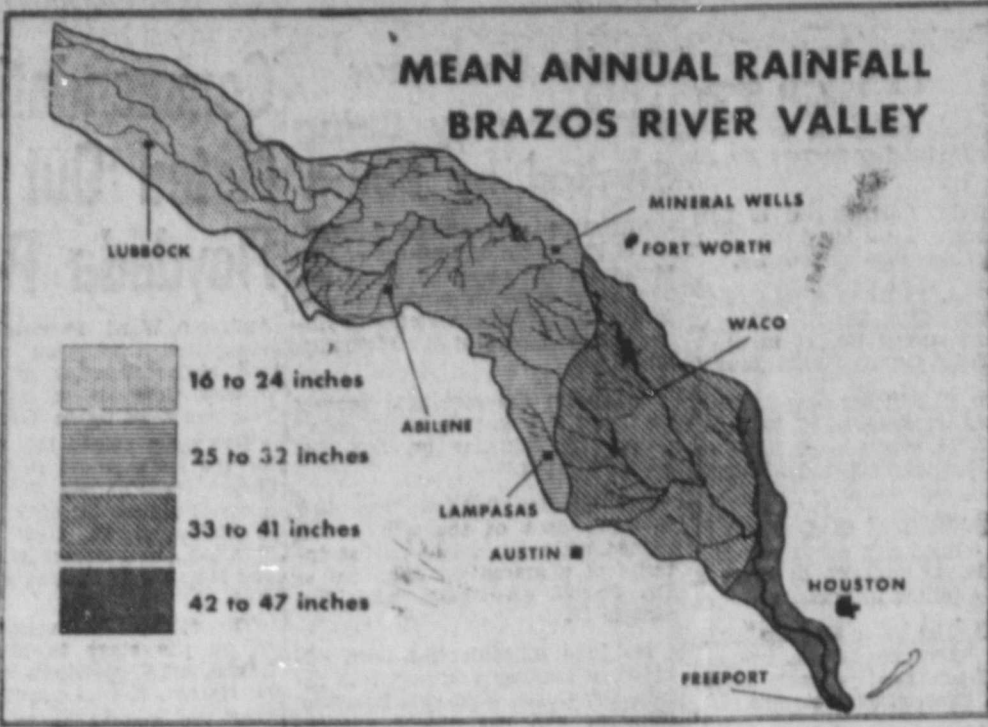 MEAN ANNUAL RAINFALL
BRAZOS RIVER VALLEY
MINERAL WELLS
FORT WORTH
LUBBOCK
WACO
16 to 24 inches
ABILENE
25 to 32 inches
LAMPASAS
33 to 41 inches
AUSTIN
HOUSTON
42 to 47 inches
FREEPORT